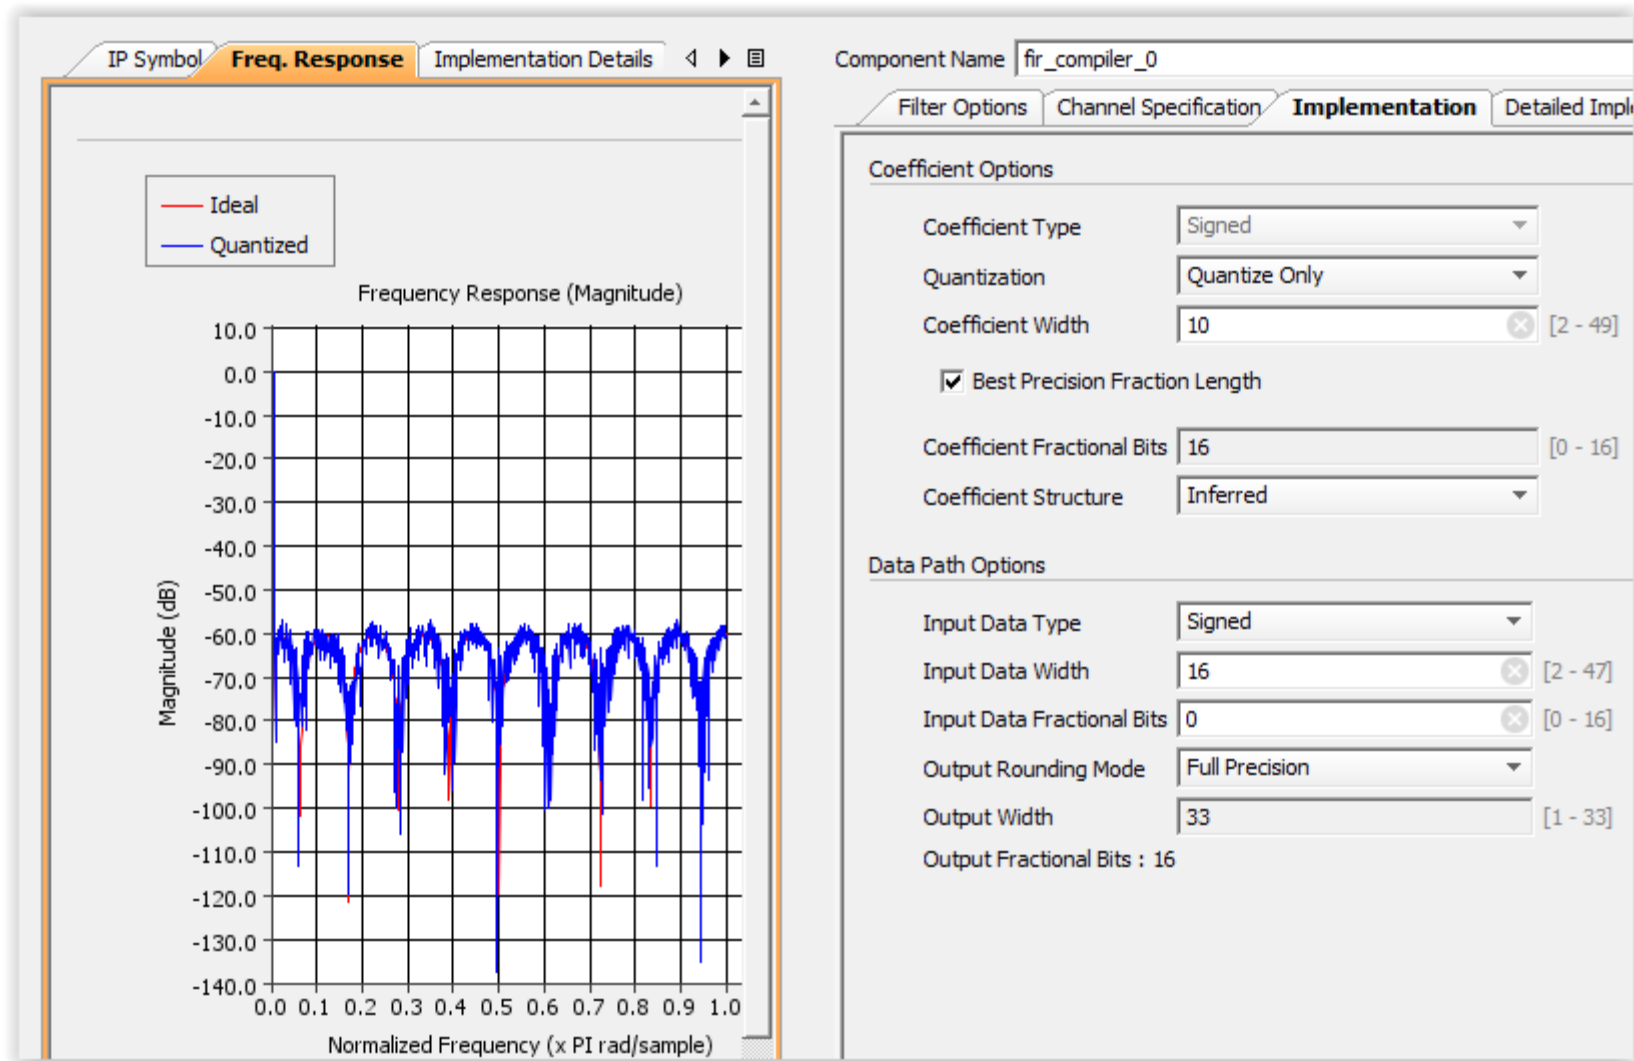 IP Symbol
Freq. Response
Implementation Details
Ideal
Quantized
Frequency Response (Magnitude)
10.0
0.0
-10.0
-20.0
-30.0
-40.0
-50.0
-60.0
-70.0
-80.0
-90.0
-100.0
-110.0
-120.0
-130.0
-140.0
Magnitude (dB)
0.0 0.1 0.2 0.3 0.4 0.5 0.6 0.7 0.8 0.9 1.0
Normalized Frequency (x PI rad/sample)
Component Name fir_compiler_0
Filter Options
Channel Specification
Implementation
Detailed Imple
Coefficient Options
Coefficient Type Signed
Quantization Quantize Only
Coefficient Width 10 [2 - 49]
Best Precision Fraction Length
Coefficient Fractional Bits 16 [0 - 16]
Coefficient Structure Inferred
Data Path Options
Input Data Type Signed
Input Data Width 16 [2 - 47]
Input Data Fractional Bits 0 [0 - 16]
Output Rounding Mode Full Precision
Output Width 33 [1 - 33]
Output Fractional Bits : 16